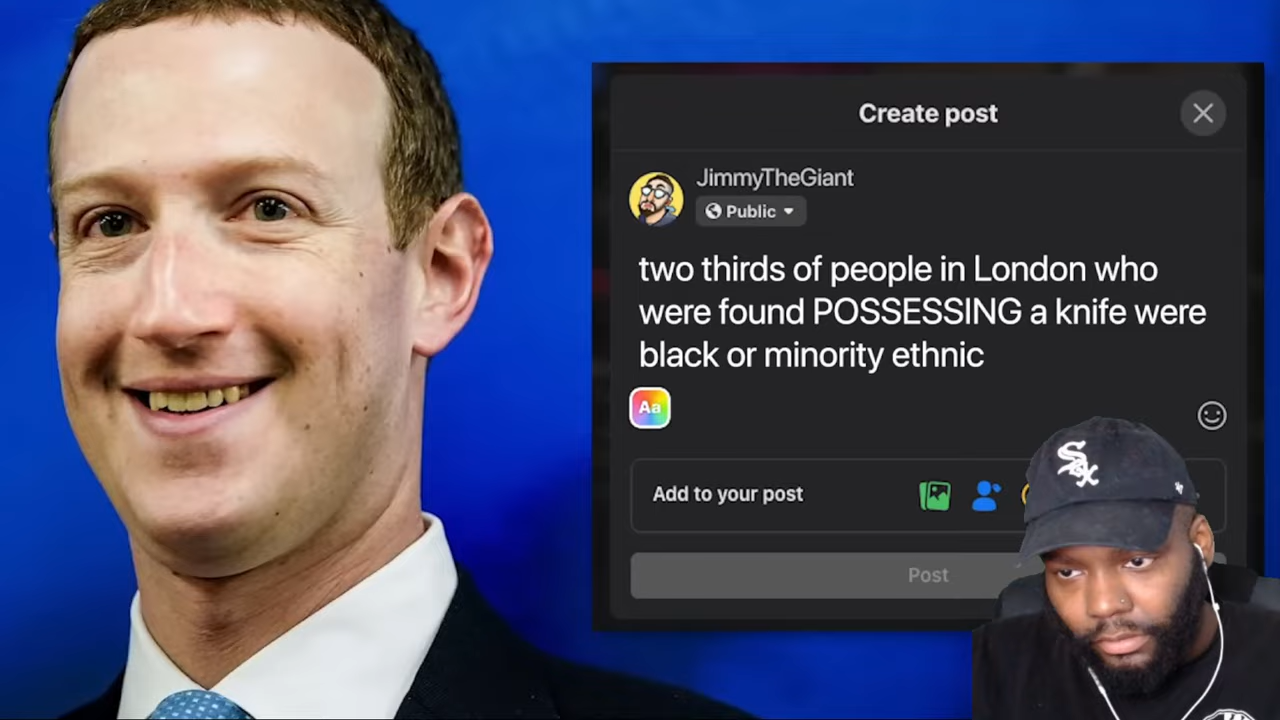 Create post
JimmyTheGiant
Public
two thirds of people in London who
were found POSSESSING a knife were
black or minority ethnic
Aa
Add to your post
Post
Sox